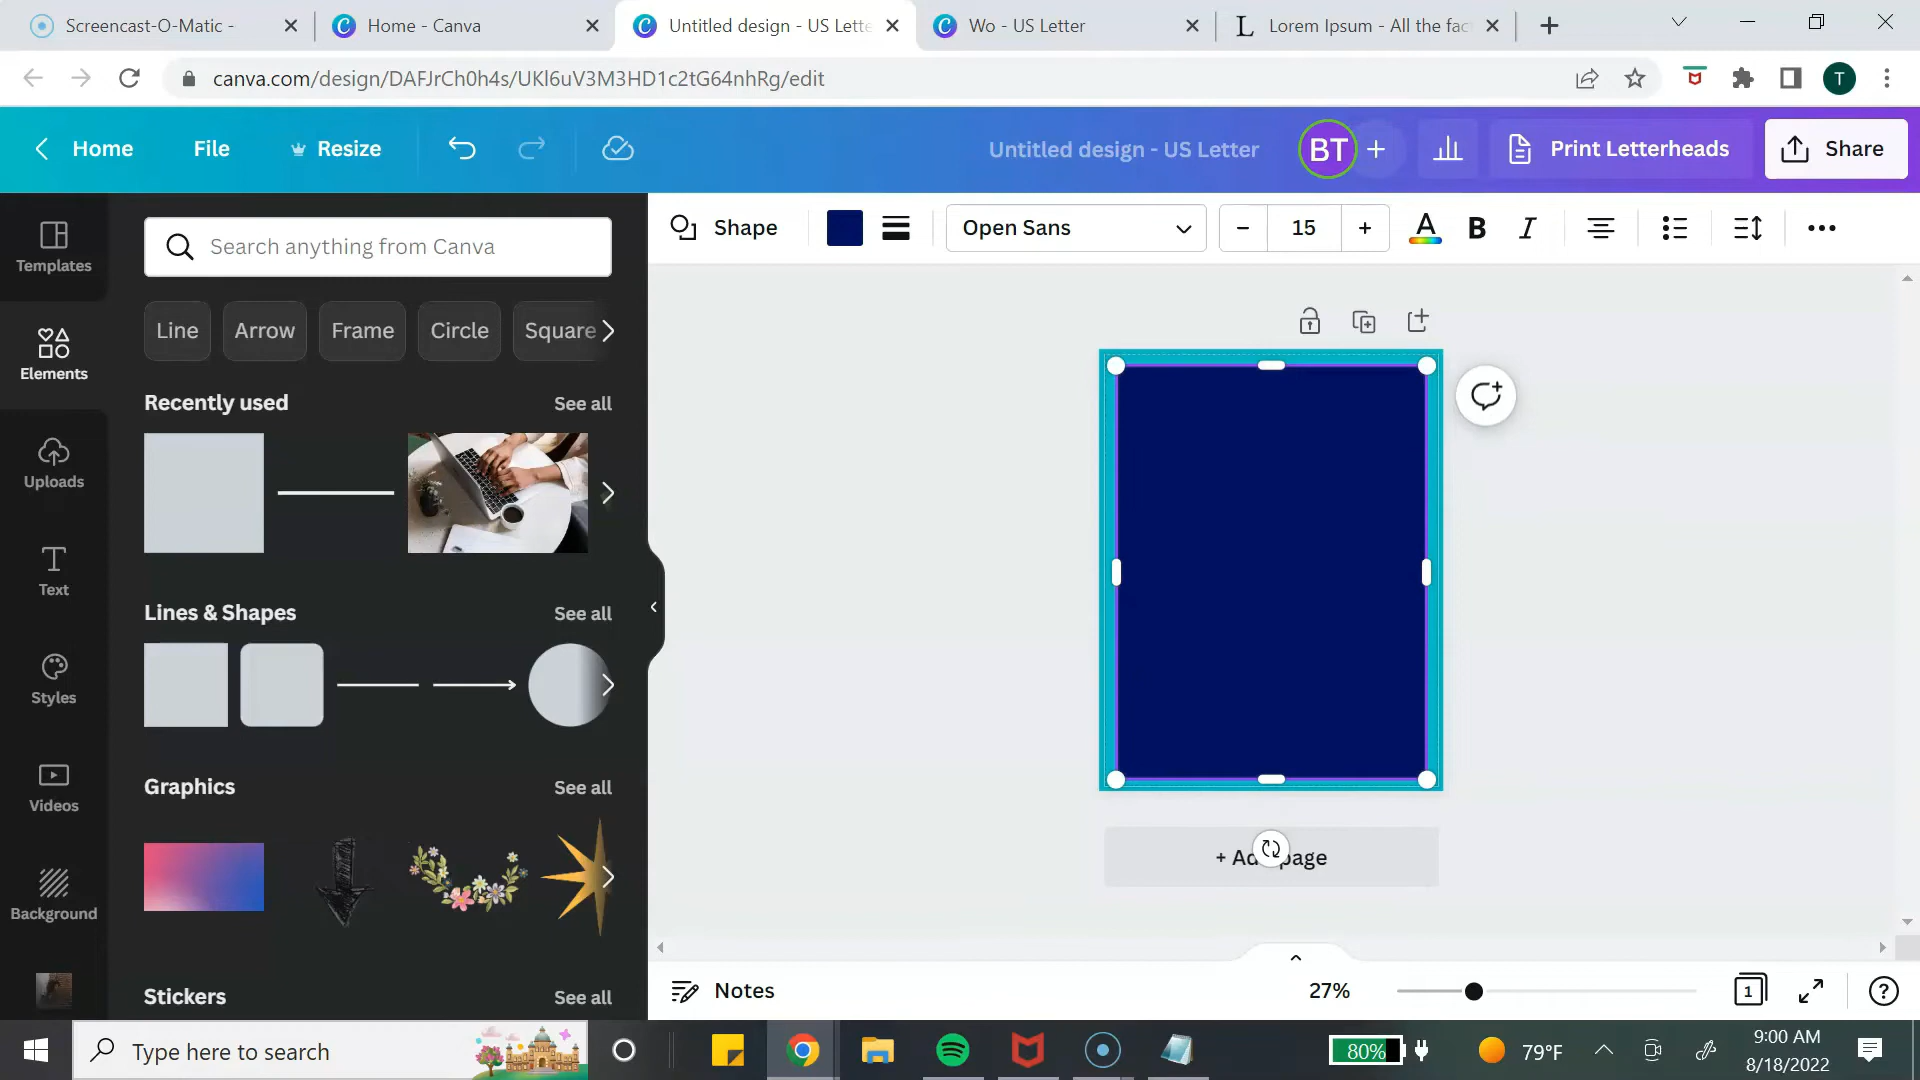 Screencast-O-Matic -
Home - Canva
Untitled design - US Lette
Wo - US Letter
L
Lorem Ipsum - All the fac
canva.com/design/DAFJrCh0h4s/UKl6uV3M3HD1c2tG64nhRg/edit
T
Home
File
Resize
Untitled design - US Letter
BT
+
Print Letterheads
Share
Templates
Elements
Uploads
Text
Styles
Videos
Background
Search anything from Canva
Line
Arrow
Frame
Circle
Square
Recently used
See all
Lines & Shapes
See all
Graphics
See all
Stickers
See all
Shape
Open Sans
– 15 +
A
B
I
+ Ad page
Notes
27%
1
?
Type here to search
80%
79°F
9:00 AM
8/18/2022